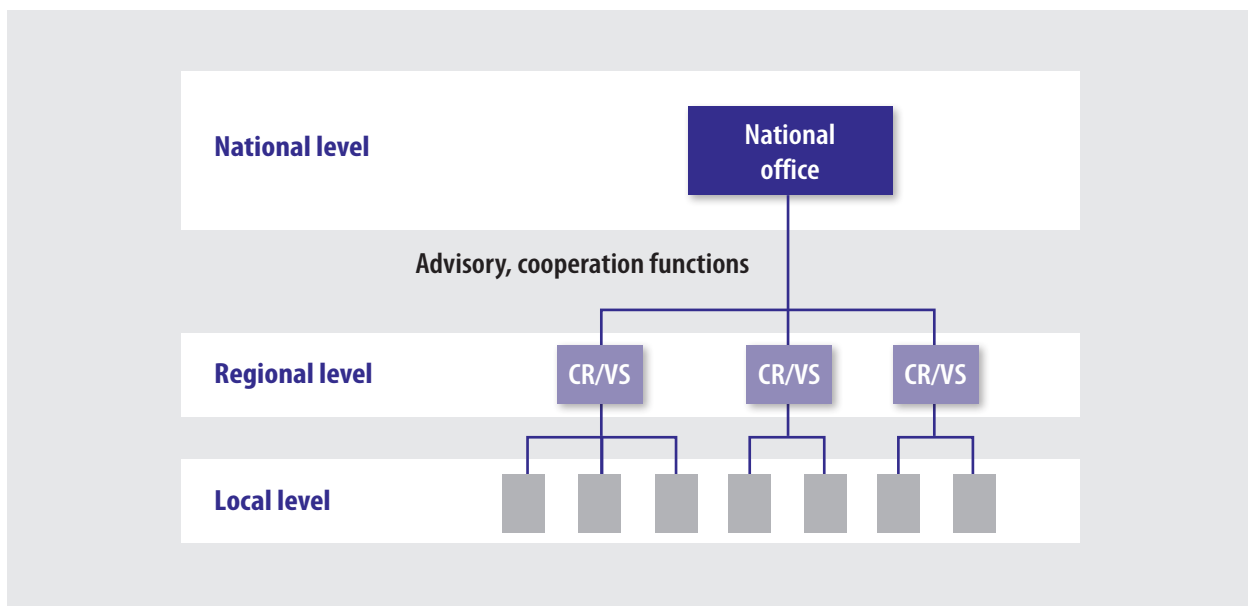 National level
National
office
Advisory, cooperation functions
Regional level
CR/VS
CR/VS
CR/VS
Local level